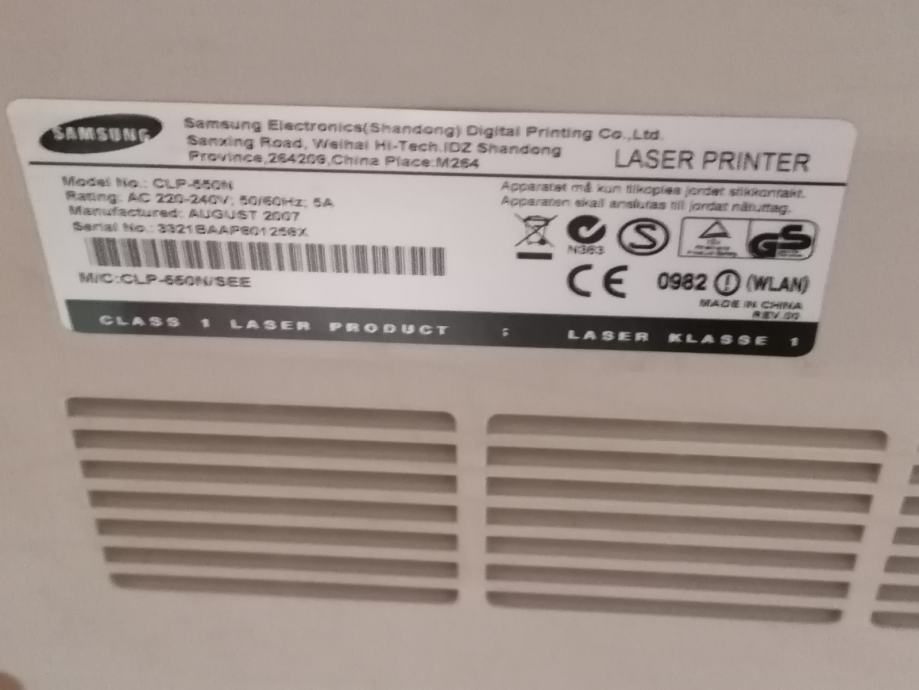 SAMSUNG
Samsung Electronics(Shandong) Digital Printing Co.,Ltd.
Sanxing Road, Weihai Hi-Tech.IDZ Shandong
Province,264209,China Place:M264
LASER PRINTER
Model No.: CLP-550N
Rating: AC 220-240V; 50/60Hz; 5A
Manufactured: AUGUST 2007
Serial No.:
M/C:CLP-550N/SEE
Apparatet må kun tilkoples jordet stikkontakt.
Apparaten skall anslutas till jordat nätuttag.
N363
S
GS
CE 0982 (WLAN)
MADE IN CHINA
REV.00
CLASS 1 LASER PRODUCT ; LASER KLASSE 1